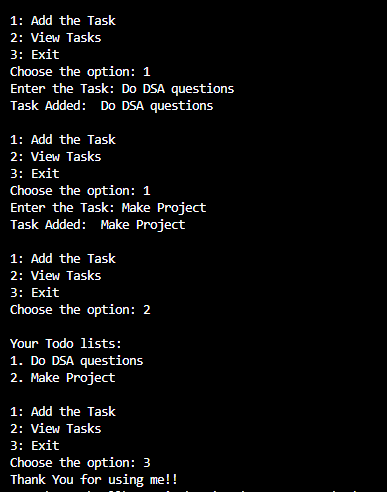 1: Add the Task
2: View Tasks
3: Exit
Choose the option: 1
Enter the Task: Do DSA questions
Task Added:  Do DSA questions

1: Add the Task
2: View Tasks
3: Exit
Choose the option: 1
Enter the Task: Make Project
Task Added:  Make Project

1: Add the Task
2: View Tasks
3: Exit
Choose the option: 2

Your Todo lists:
1. Do DSA questions
2. Make Project

1: Add the Task
2: View Tasks
3: Exit
Choose the option: 3
Thank You for using me!!